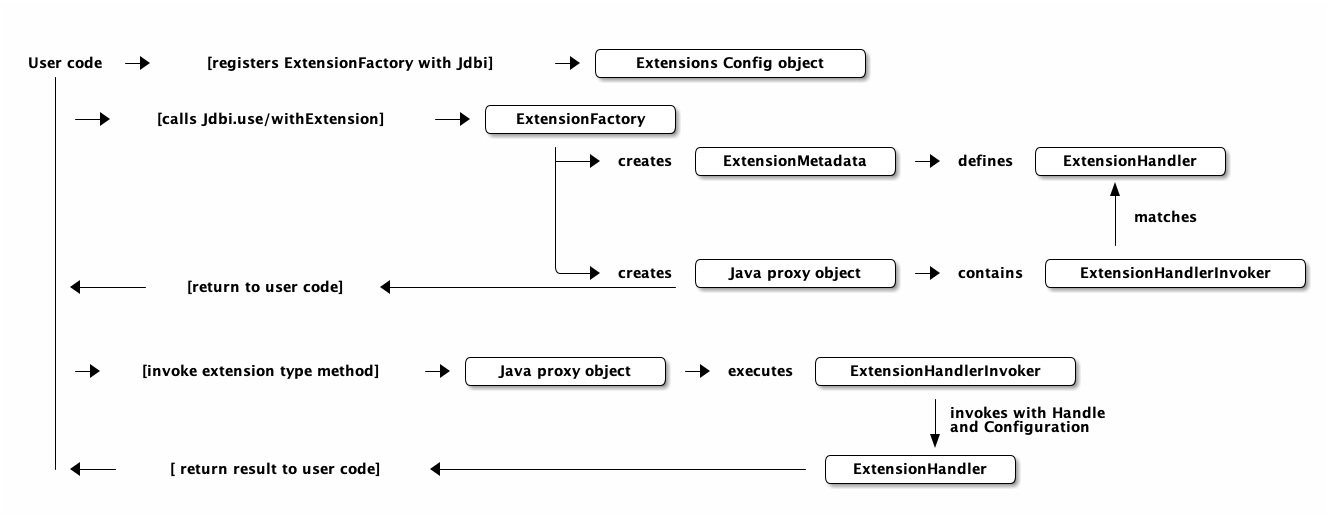 User code [registers ExtensionFactory with Jdbi] Extensions Config object
[calls Jdbi.use/withExtension] ExtensionFactory
creates ExtensionMetadata defines ExtensionHandler
matches
creates Java proxy object contains ExtensionHandlerInvoker
[return to user code]
[invoke extension type method] Java proxy object executes ExtensionHandlerInvoker
invokes with Handle
and Configuration
[ return result to user code] ExtensionHandler